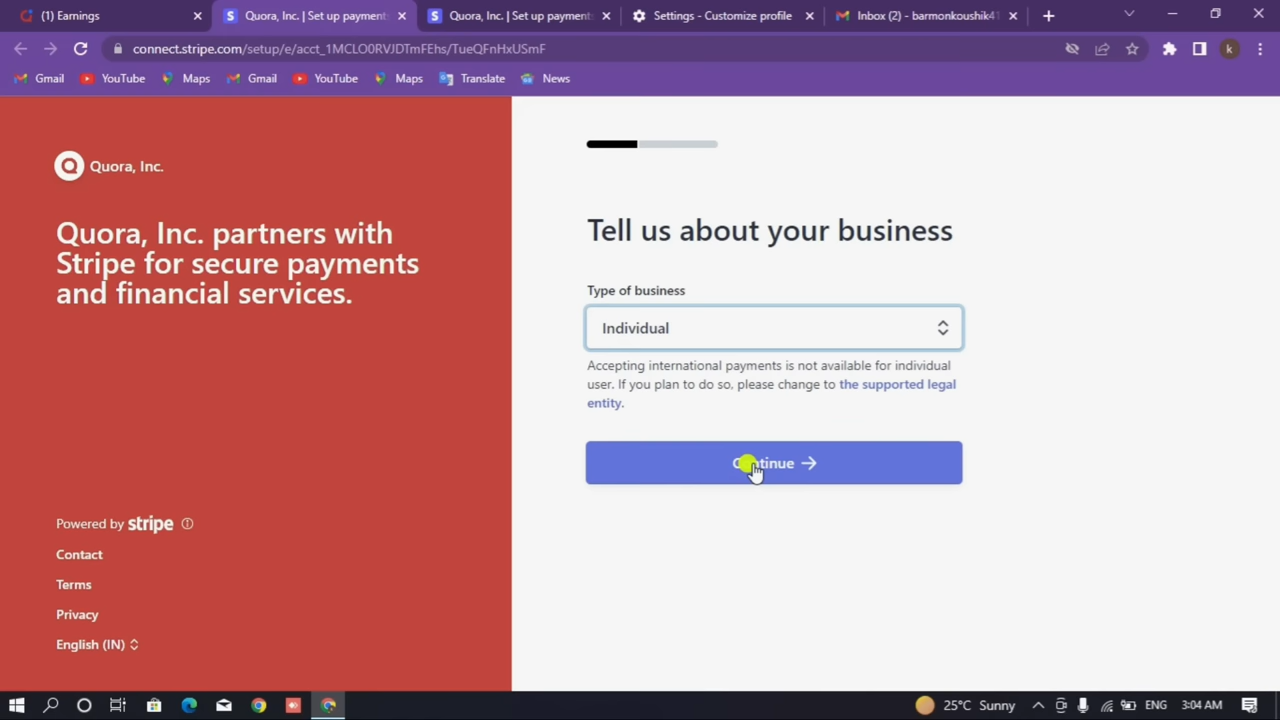 (1) Earnings
Quora, Inc. | Set up payment
Quora, Inc. | Set up payment
Settings - Customize profile
Inbox (2) - barmonkoushik41
connect.stripe.com/setup/e/acct_1MCLO0RVJDTmFEhs/TueQFnHxUSmF
k
Gmail
YouTube
Maps
Gmail
YouTube
Maps
Translate
News
Quora, Inc.
Quora, Inc. partners with
Stripe for secure payments
and financial services.
Powered by stripe
Contact
Terms
Privacy
English (IN)
Tell us about your business
Type of business
Individual
Accepting international payments is not available for individual
user. If you plan to do so, please change to the supported legal
entity.
Continue
25°C Sunny
ENG
3:04 AM